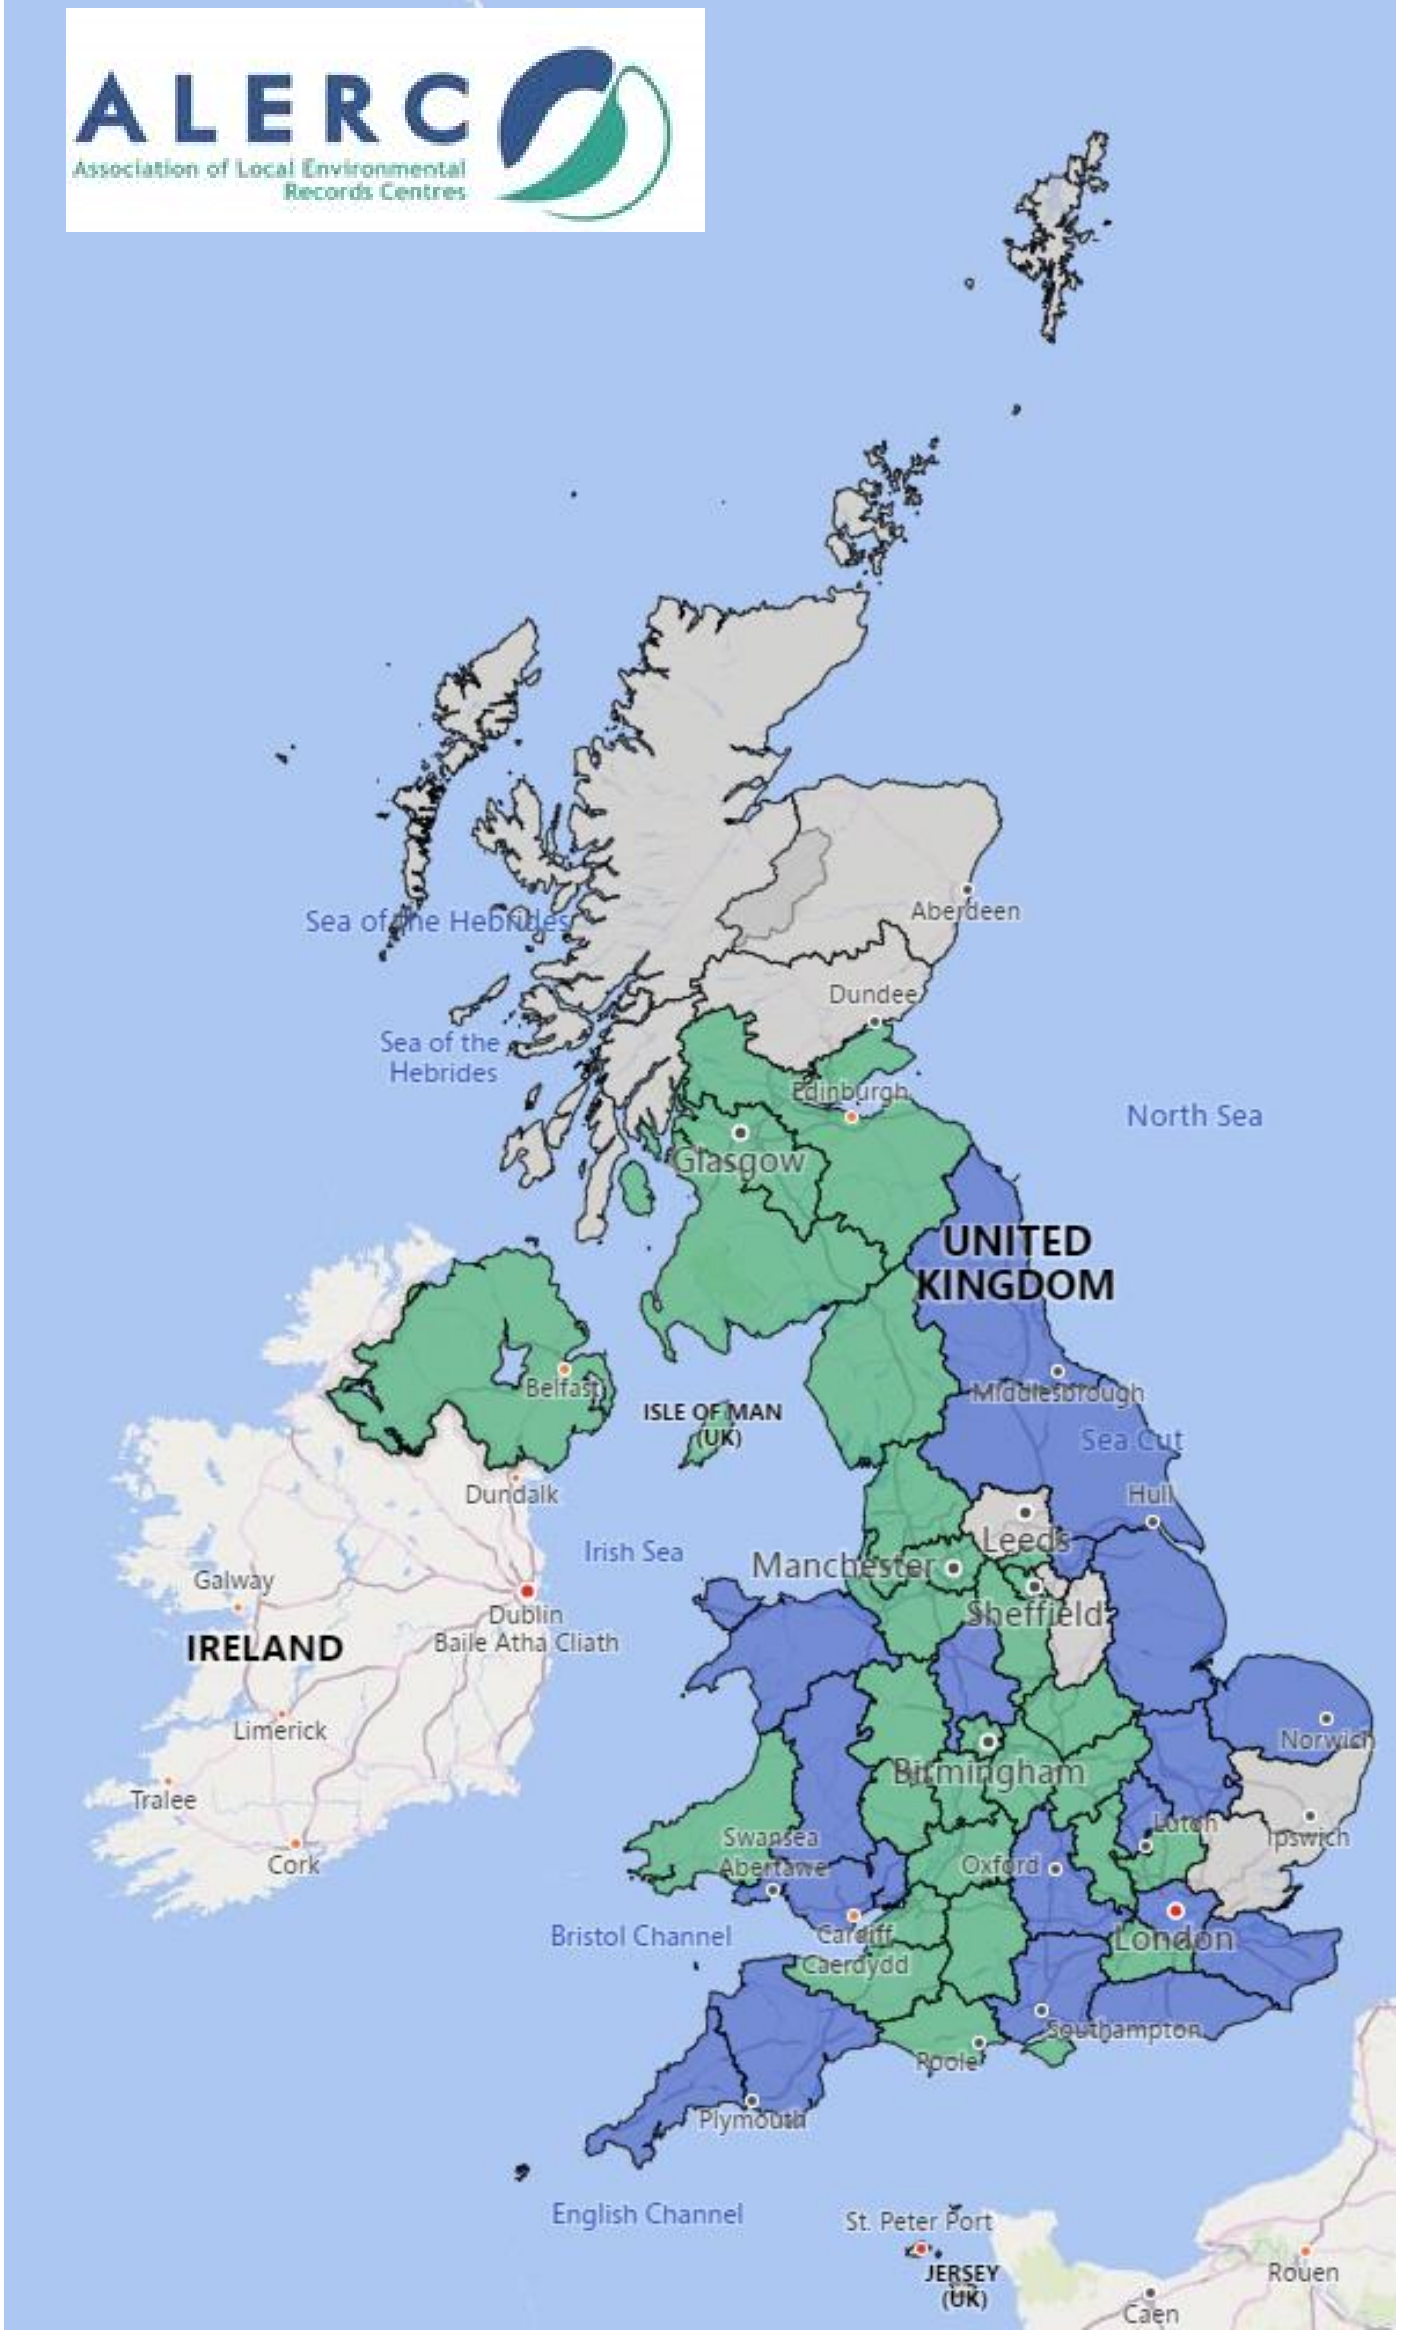 ALERC
Association of Local Environmental
Records Centres
Aberdeen
Sea of the Hebrides
Dundee
Sea of the
Hebrides
Edinburgh
North Sea
Glasgow
UNITED
KINGDOM
Belfast
Middlesbrough
ISLE OF MAN
(UK)
Sea Cut
Dundalk
Hull
Leeds
Irish Sea
Manchester
Galway
Sheffield
Dublin
Baile Atha Cliath
IRELAND
Limerick
Norwich
Birmingham
Tralee
Luton
Swansea
Abertawe
Ipswich
Oxford
Cork
Bristol Channel
Cardiff
Caerdydd
London
Southampton
Poole
Plymouth
English Channel
St. Peter Port
JERSEY
(UK)
Rouen
Caen